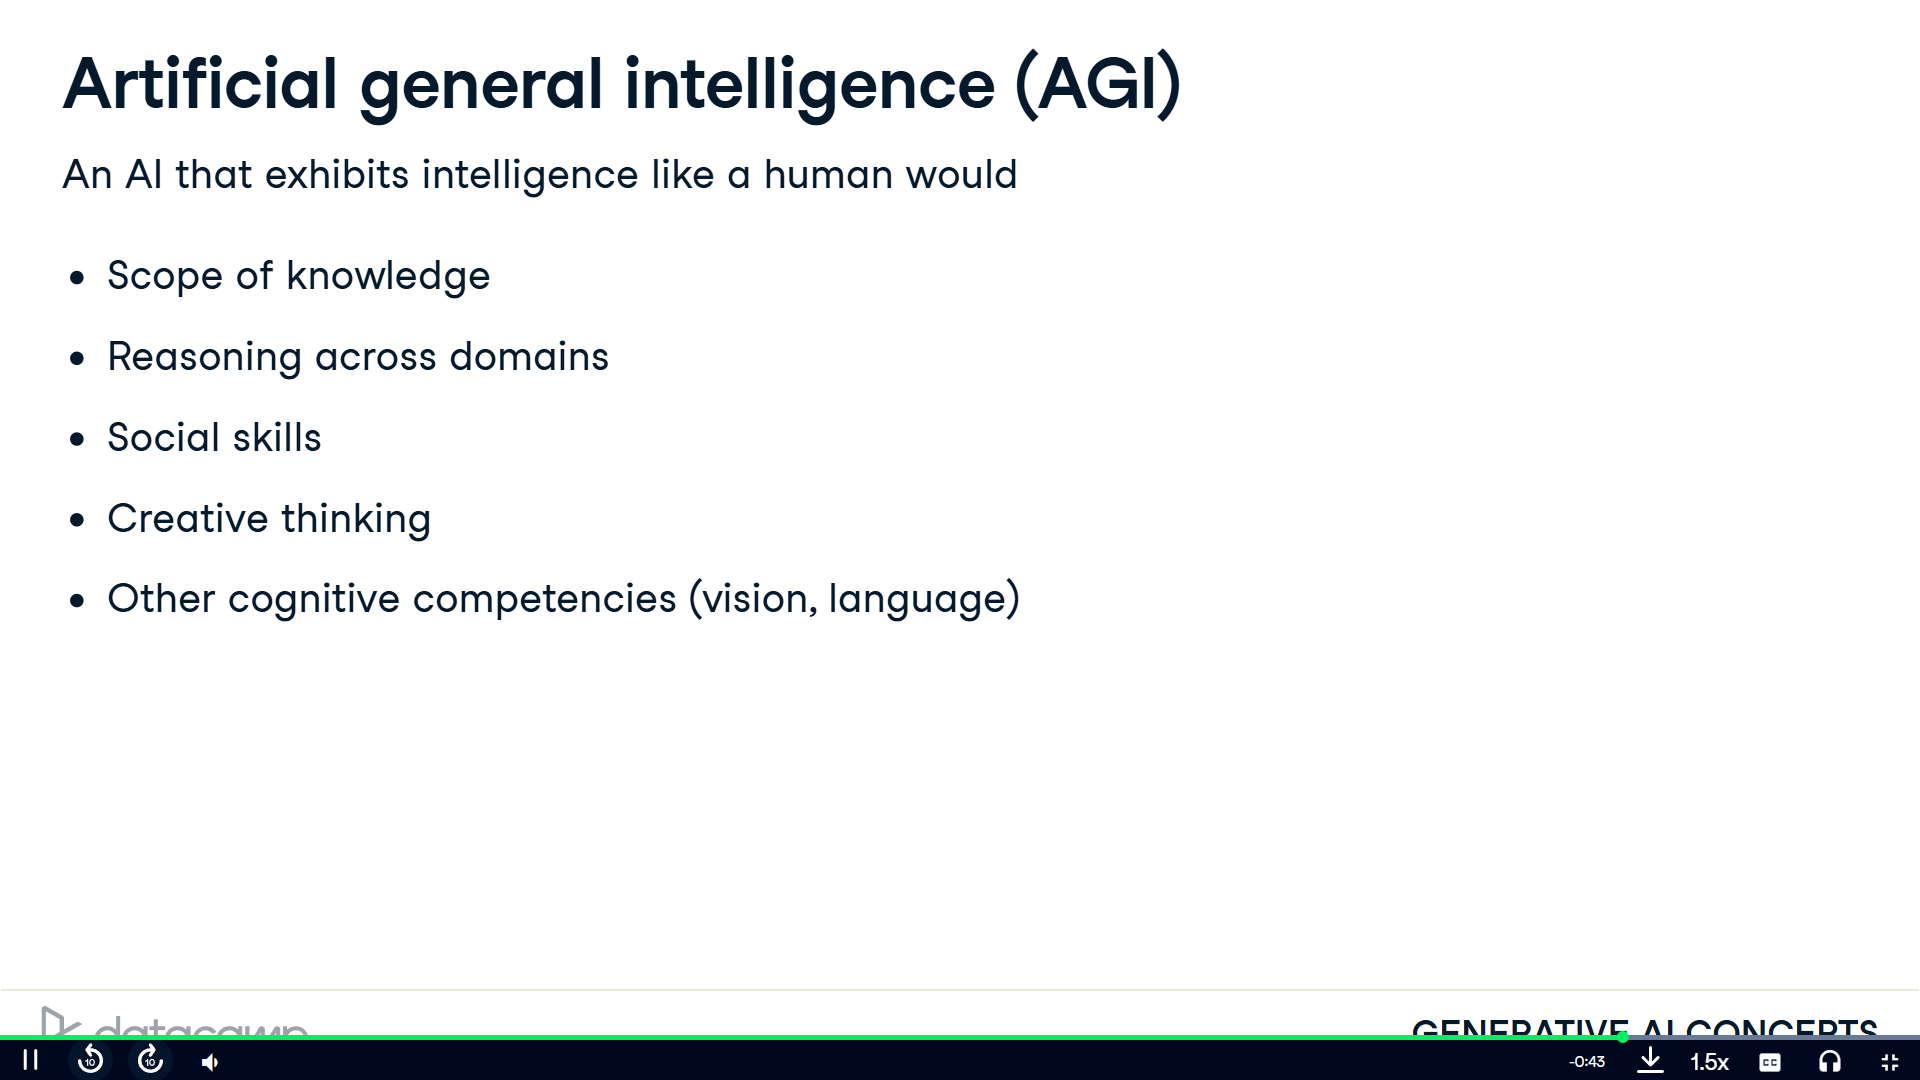 Artificial general intelligence (AGI)
An AI that exhibits intelligence like a human would
• Scope of knowledge
• Reasoning across domains
• Social skills
• Creative thinking
• Other cognitive competencies (vision, language)
datacamp
GENERATIVE AI CONCEPTS
10
10
-0:43
1.5x
CC